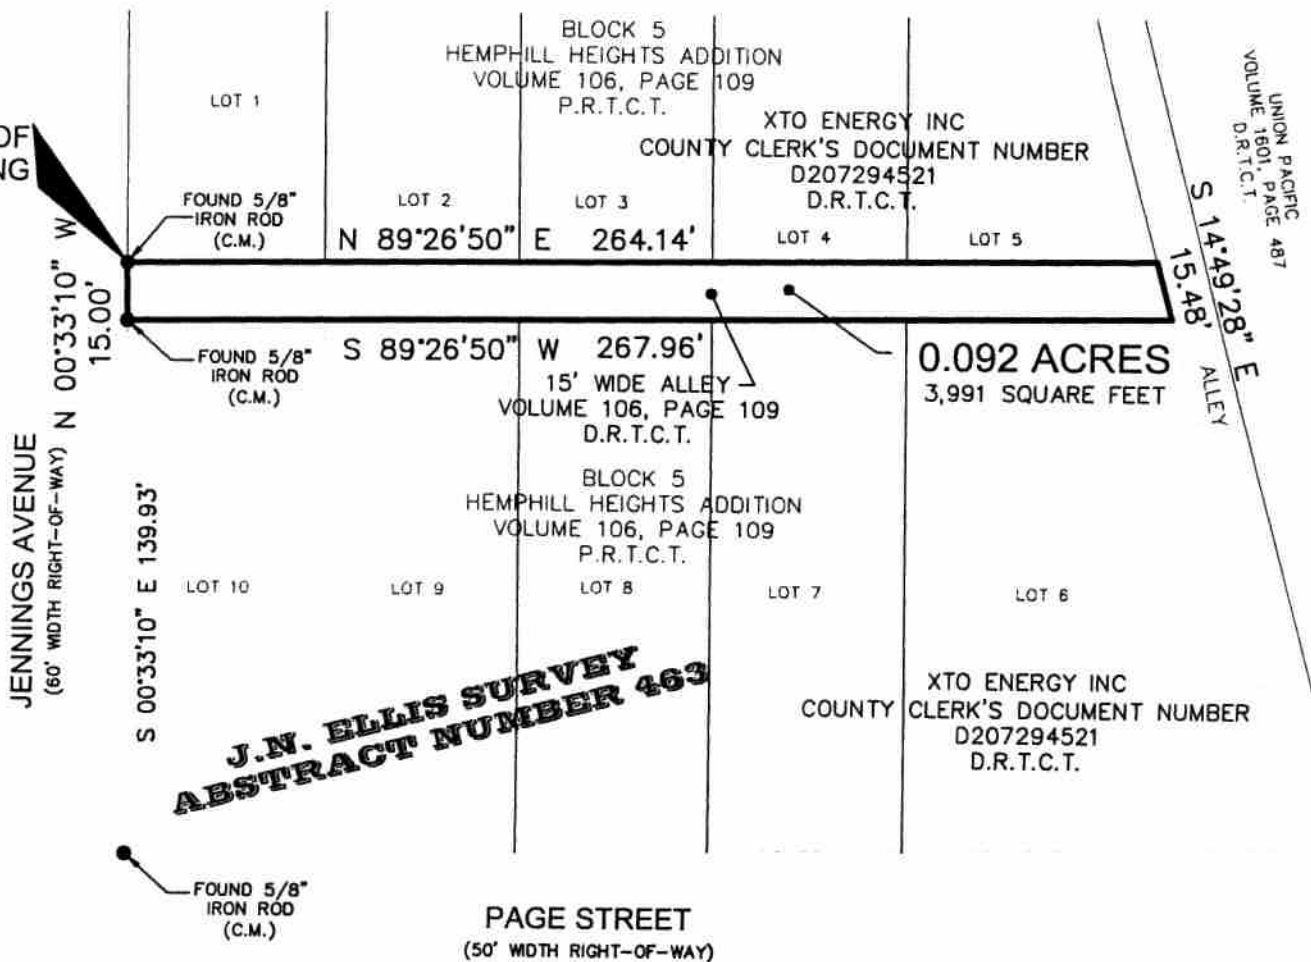 BLOCK 5
HEMPHILL HEIGHTS ADDITION
VOLUME 106, PAGE 109
P.R.T.C.T.
LOT 1
XTO ENERGY INC
COUNTY CLERK'S DOCUMENT NUMBER
D207294521
D.R.T.C.T.
UNION PACIFIC
VOLUME 1601, PAGE 487
D.R.T.C.T.
OF
NG
FOUND 5/8"
IRON ROD
(C.M.)
LOT 2
LOT 3
LOT 4
LOT 5
N 89°26'50" E 264.14'
S 14°49'28" E
15.48'
ALLEY
N 00°33'10" W
15.00'
FOUND 5/8"
IRON ROD
(C.M.)
S 89°26'50" W 267.96'
15' WIDE ALLEY
VOLUME 106, PAGE 109
D.R.T.C.T.
0.092 ACRES
3,991 SQUARE FEET
BLOCK 5
HEMPHILL HEIGHTS ADDITION
VOLUME 106, PAGE 109
P.R.T.C.T.
JENNINGS AVENUE
(60' WIDTH RIGHT-OF-WAY)
S 00°33'10" E 139.93'
LOT 10
LOT 9
LOT 8
LOT 7
LOT 6
J.N. ELLIS SURVEY
ABSTRACT NUMBER 463
XTO ENERGY INC
COUNTY CLERK'S DOCUMENT NUMBER
D207294521
D.R.T.C.T.
FOUND 5/8"
IRON ROD
(C.M.)
PAGE STREET
(50' WIDTH RIGHT-OF-WAY)